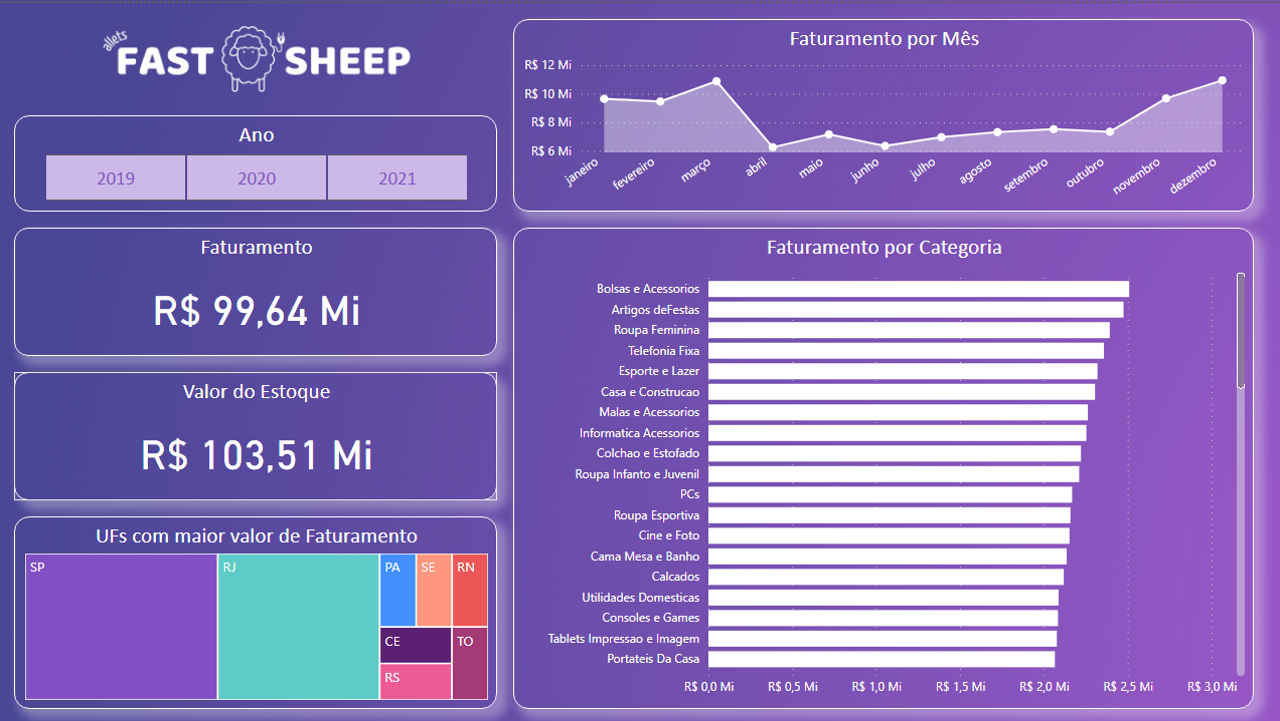 allets
FAST SHEEP
Ano
2019 2020 2021
Faturamento
R$ 99,64 Mi
Valor do Estoque
R$ 103,51 Mi
UFs com maior valor de Faturamento
SP RJ PA SE RN
CE TO
RS
Faturamento por Mês
R$ 12 Mi
R$ 10 Mi
R$ 8 Mi
R$ 6 Mi
janeiro fevereiro março abril maio junho julho agosto setembro outubro novembro dezembro
Faturamento por Categoria
Bolsas e Acessorios
Artigos deFestas
Roupa Feminina
Telefonia Fixa
Esporte e Lazer
Casa e Construcao
Malas e Acessorios
Informatica Acessorios
Colchao e Estofado
Roupa Infanto e Juvenil
PCs
Roupa Esportiva
Cine e Foto
Cama Mesa e Banho
Calcados
Utilidades Domesticas
Consoles e Games
Tablets Impressao e Imagem
Portateis Da Casa
R$ 0,0 Mi R$ 0,5 Mi R$ 1,0 Mi R$ 1,5 Mi R$ 2,0 Mi R$ 2,5 Mi R$ 3,0 Mi